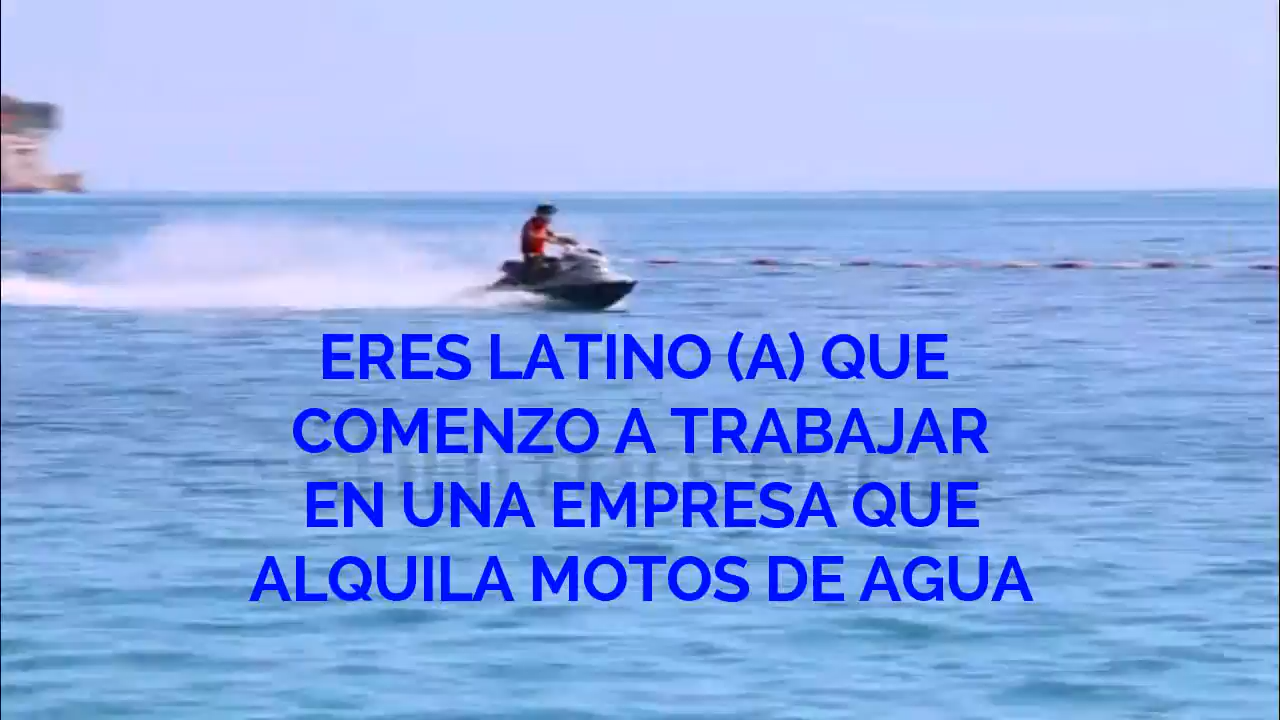 ERES LATINO (A) QUE
COMENZO A TRABAJAR
EN UNA EMPRESA QUE
ALQUILA MOTOS DE AGUA